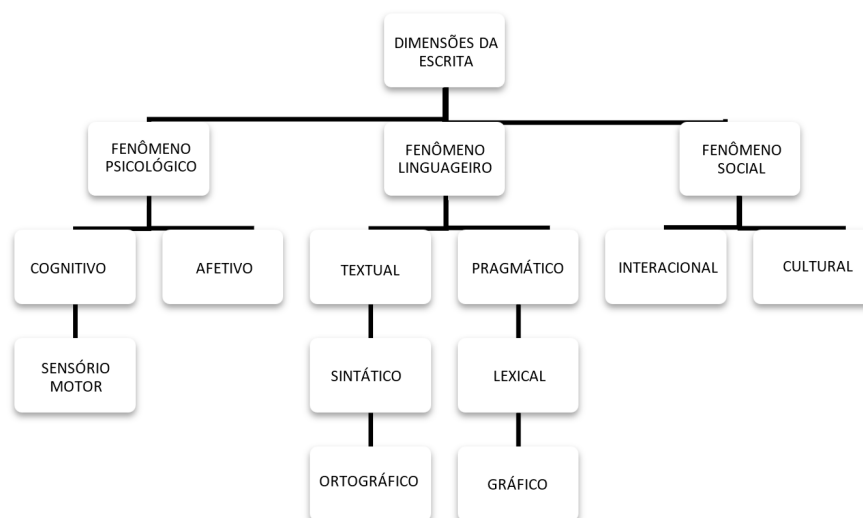 DIMENSÕES DA
ESCRITA
FENÔMENO
PSICOLÓGICO
FENÔMENO
LINGUAGEIRO
FENÔMENO
SOCIAL
COGNITIVO
AFETIVO
TEXTUAL
PRAGMÁTICO
INTERACIONAL
CULTURAL
SENSÓRIO
MOTOR
SINTÁTICO
LEXICAL
ORTOGRÁFICO
GRÁFICO